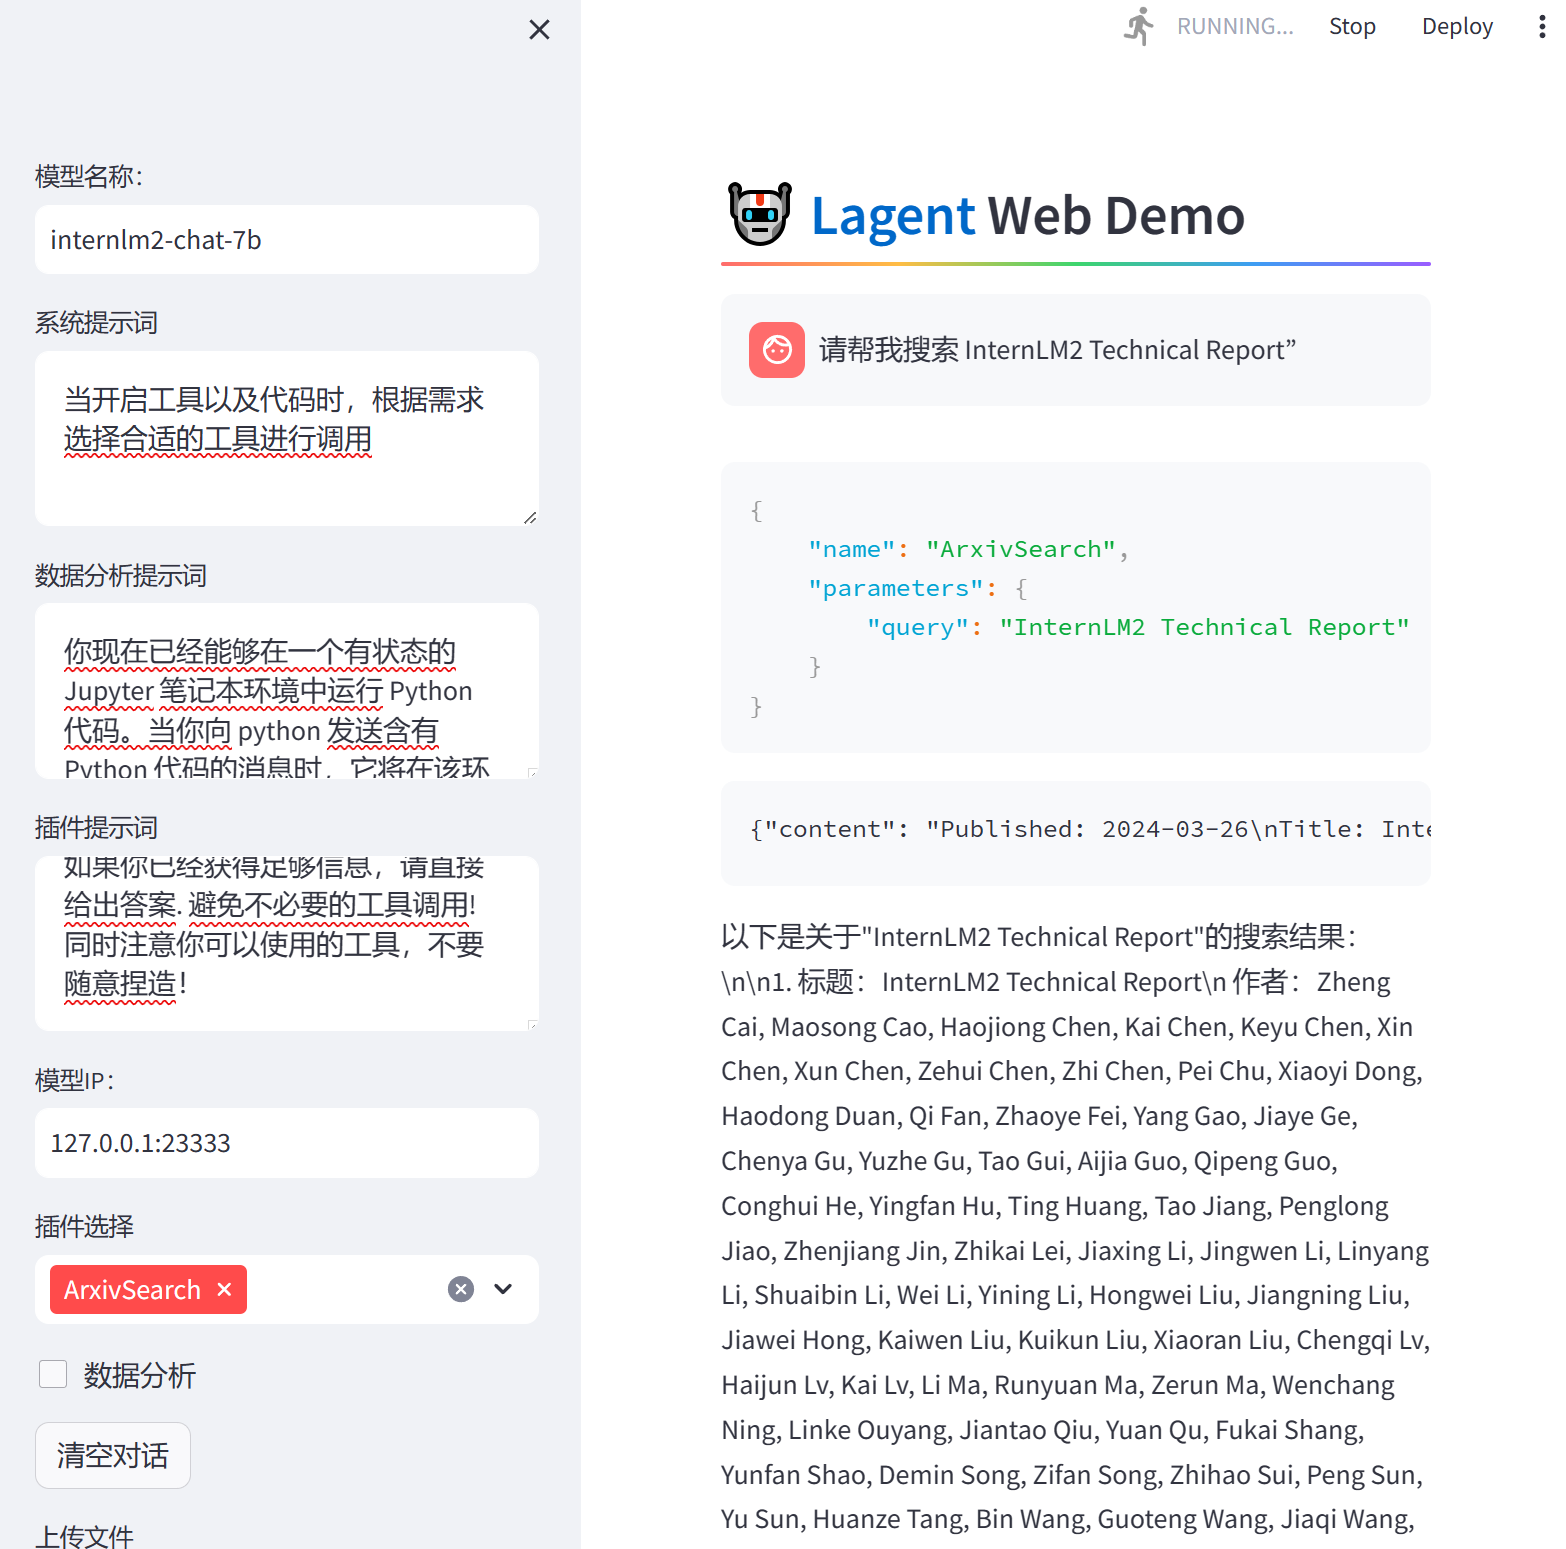 模型名称：
internlm2-chat-7b
系统提示词
当开启工具以及代码时，根据需求
选择合适的工具进行调用
数据分析提示词
你现在已经能够在一个有状态的
Jupyter 笔记本环境中运行 Python
代码。当你向 python 发送含有
Python 代码的消息时，它将在该环
插件提示词
如果你已经获得足够信息，请直接
给出答案. 避免不必要的工具调用!
同时注意你可以使用的工具，不要
随意捏造！
模型IP：
127.0.0.1:23333
插件选择
ArxivSearch
数据分析
清空对话
上传文件
RUNNING...
Stop
Deploy
Lagent Web Demo
请帮我搜索 InternLM2 Technical Report”
{
"name": "ArxivSearch",
"parameters": {
"query": "InternLM2 Technical Report"
}
}
{"content": "Published: 2024-03-26\nTitle: Inte
以下是关于"InternLM2 Technical Report"的搜索结果：
\n\n1. 标题：InternLM2 Technical Report\n 作者：Zheng
Cai, Maosong Cao, Haojiong Chen, Kai Chen, Keyu Chen, Xin
Chen, Xun Chen, Zehui Chen, Zhi Chen, Pei Chu, Xiaoyi Dong,
Haodong Duan, Qi Fan, Zhaoye Fei, Yang Gao, Jiaye Ge,
Chenya Gu, Yuzhe Gu, Tao Gui, Aijia Guo, Qipeng Guo,
Conghui He, Yingfan Hu, Ting Huang, Tao Jiang, Penglong
Jiao, Zhenjiang Jin, Zhikai Lei, Jiaxing Li, Jingwen Li, Linyang
Li, Shuaibin Li, Wei Li, Yining Li, Hongwei Liu, Jiangning Liu,
Jiawei Hong, Kaiwen Liu, Kuikun Liu, Xiaoran Liu, Chengqi Lv,
Haijun Lv, Kai Lv, Li Ma, Runyuan Ma, Zerun Ma, Wenchang
Ning, Linke Ouyang, Jiantao Qiu, Yuan Qu, Fukai Shang,
Yunfan Shao, Demin Song, Zifan Song, Zhihao Sui, Peng Sun,
Yu Sun, Huanze Tang, Bin Wang, Guoteng Wang, Jiaqi Wang,